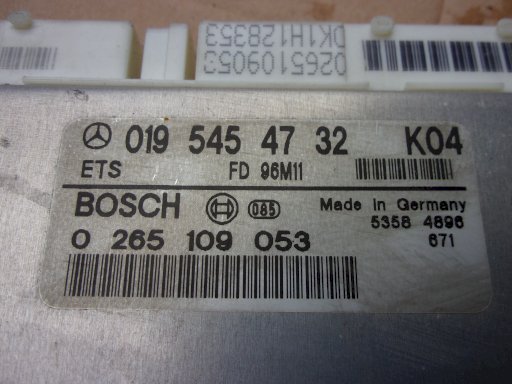 0265109053
DK1H128353
019 545 47 32 K04
ETS FD 96M11
BOSCH 085 Made in Germany
5358 4896
0 265 109 053 671